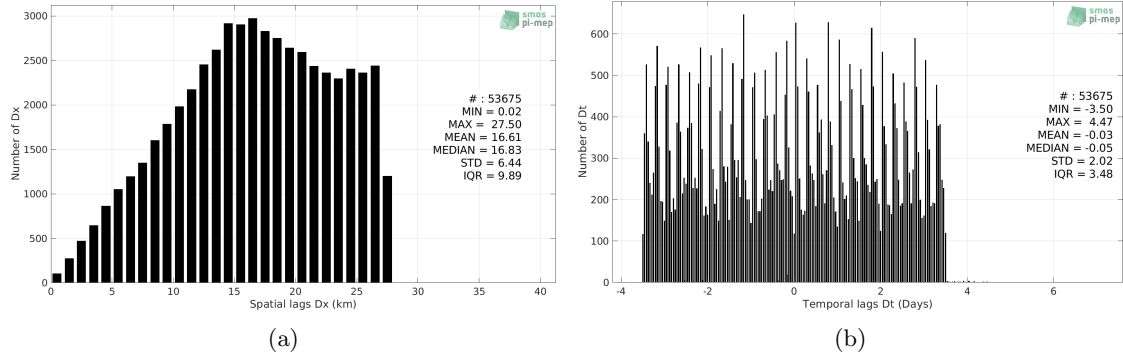 smos
pi-mep
3000
2500
2000
1500
1000
500
0
Number of Dx
# : 53675
MIN = 0.02
MAX = 27.50
MEAN = 16.61
MEDIAN = 16.83
STD = 6.44
IQR = 9.89
0 5 10 15 20 25 30 35 40
Spatial lags Dx (km)
(a)
smos
pi-mep
600
500
400
300
200
100
0
Number of Dt
# : 53675
MIN = -3.50
MAX = 4.47
MEAN = -0.03
MEDIAN = -0.05
STD = 2.02
IQR = 3.48
-4 -2 0 2 4 6
Temporal lags Dt (Days)
(b)